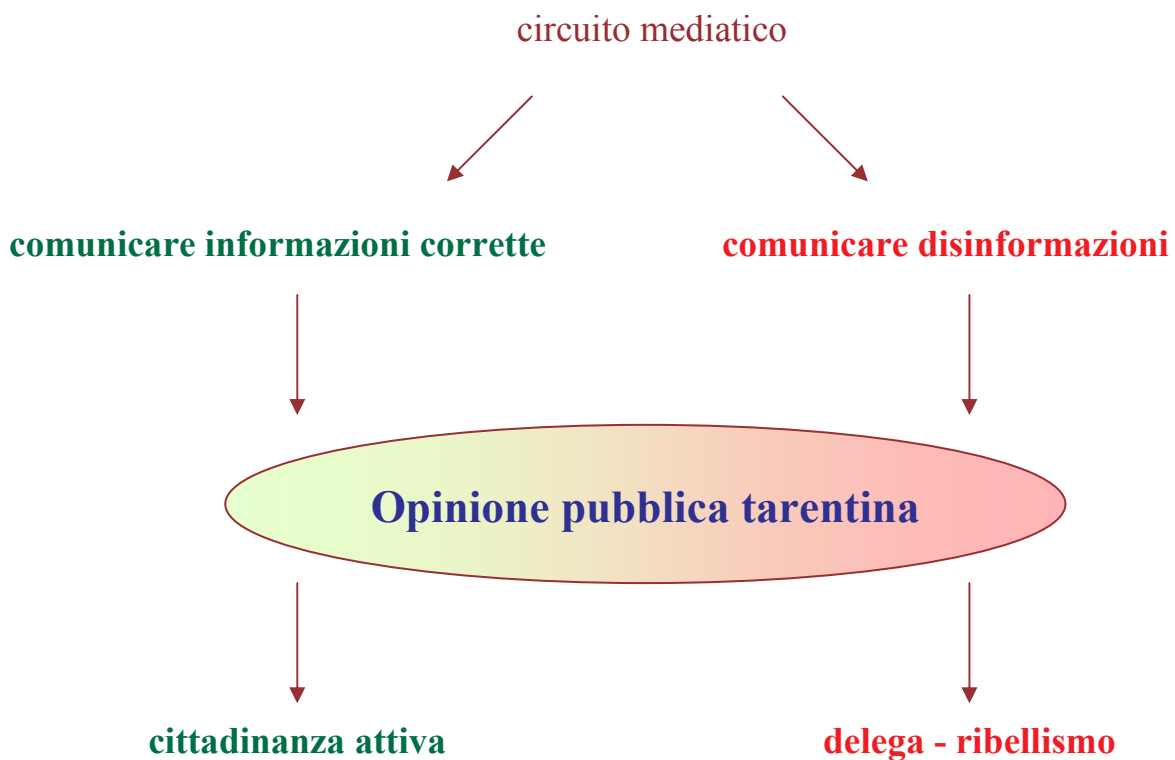 circuito mediatico
comunicare informazioni corrette
comunicare disinformazioni
Opinione pubblica tarentina
cittadinanza attiva
delega - ribellismo